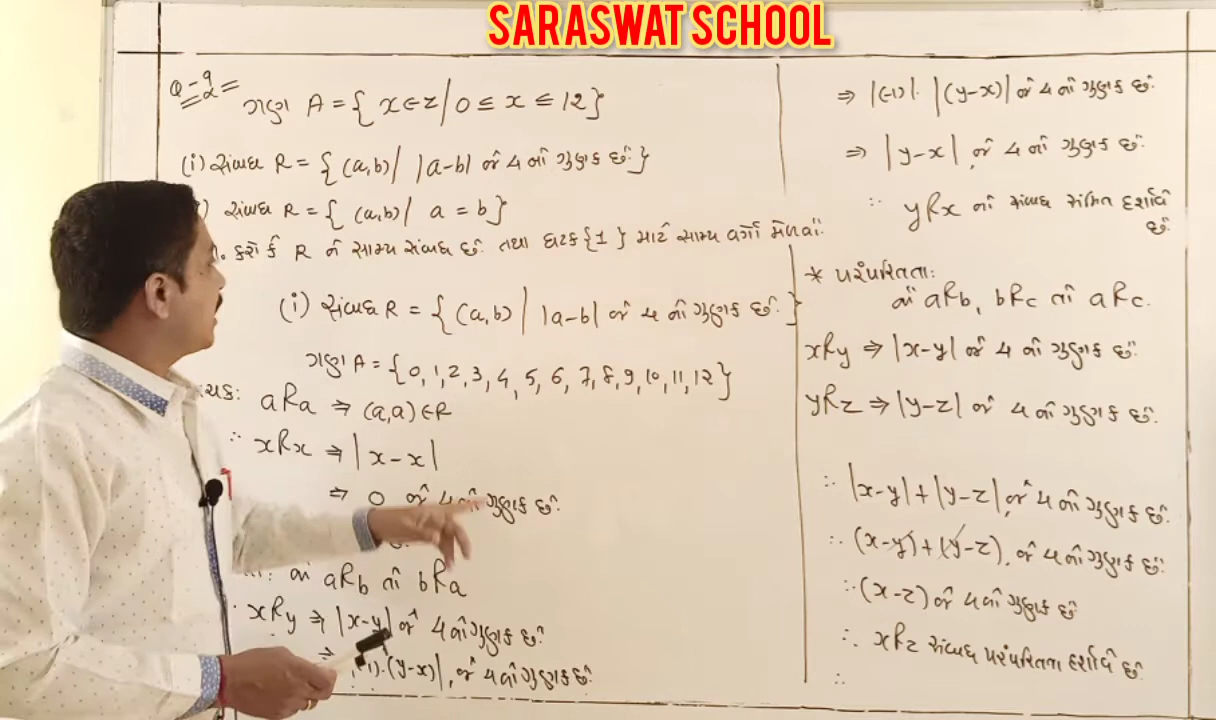 SARASWAT SCHOOL
Q-9
ગણ A = { x∈z / 0 ≤ x ≤ 12 }
(i) સંબંધ R = { (a,b) / |a-b| એ 4 નો ગુણક છે. }
સંબંધ R = { (a,b) / a = b }
કરો કે R એ સામ્ય સંબંધ છે. તથા ઘટક {1} માટે સામ્ય વર્ગો મેળવો.
(i) સંબંધ R = { (a,b) / |a-b| એ 4 નો ગુણક છે. }
ગણ A = { 0, 1, 2, 3, 4, 5, 6, 7, 8, 9, 10, 11, 12 }
aRa ⇒ (a,a) ∈ R
∴ xRx ⇒ |x-x|
⇒ 0 એ 4 નો ગુણક છે.
છે.
જો aRb તો bRa
xRy ⇒ |x-y| એ 4 નો ગુણક છે.
⇒ (-1).(y-x)|, એ 4 નો ગુણક છે.
⇒ |(-1)|. |(y-x)| એ 4 નો ગુણક છે.
⇒ |y-x|, એ 4 નો ગુણક છે.
∴ yRx નો સંબંધ સંમિત દર્શાવે
છે.
* પરંપરિતતા:
જો aRb, bRc તો aRc.
xRy ⇒ |x-y| એ 4 નો ગુણક છે.
yRz ⇒ |y-z| એ 4 નો ગુણક છે.
∴ |x-y| + |y-z|, એ 4 નો ગુણક છે.
∴ (x-y) + (y-z), એ 4 નો ગુણક છે.
∴ (x-z) એ 4 નો ગુણક છે.
∴ xRz સંબંધ પરંપરિતતા દર્શાવે છે.
∴